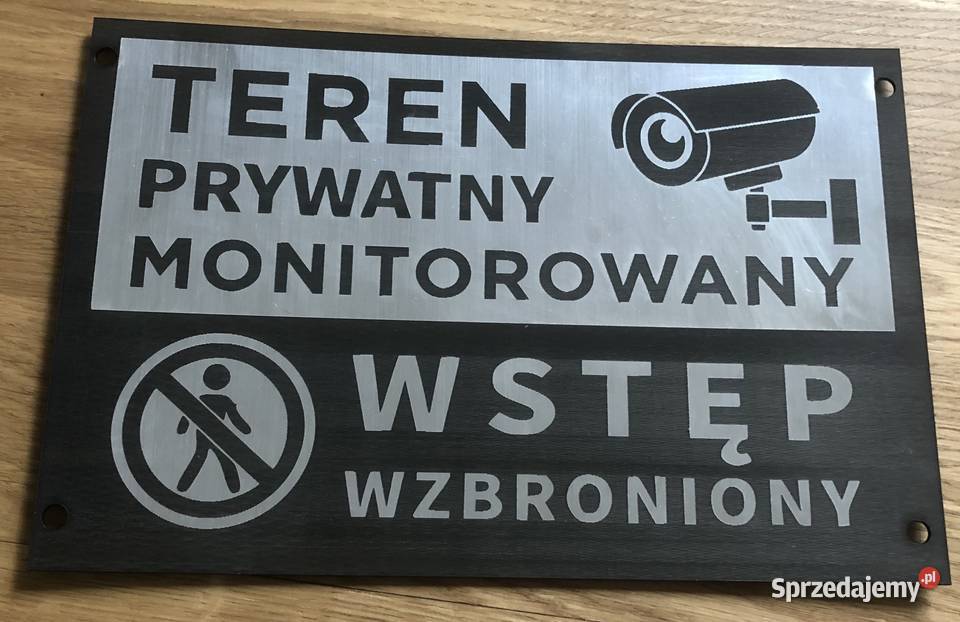 TEREN
PRYWATNY
MONITOROWANY
WSTĘP
WZBRONIONY
Sprzedajemy.pl